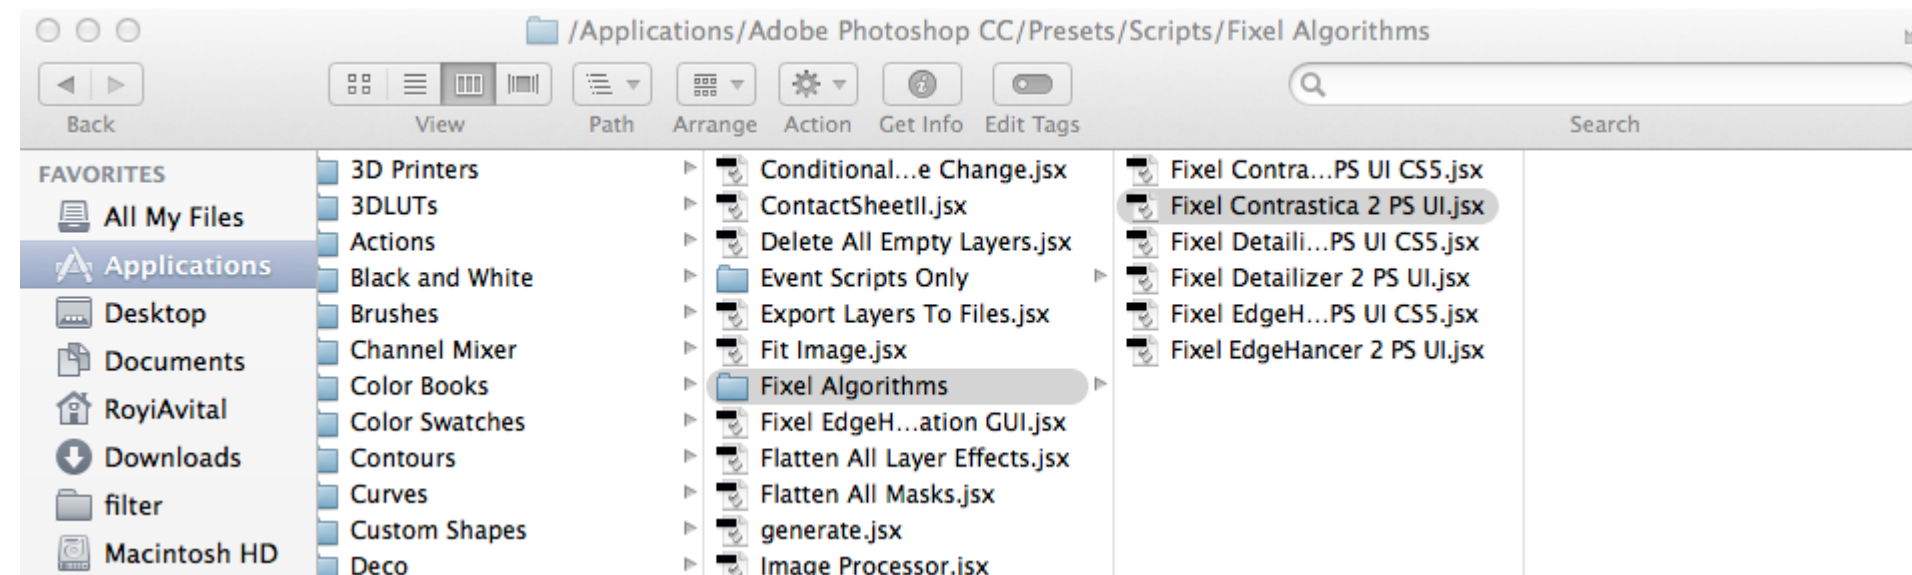 /Applications/Adobe Photoshop CC/Presets/Scripts/Fixel Algorithms
Back
View
Path
Arrange
Action
Get Info
Edit Tags
Search
FAVORITES
All My Files
Applications
Desktop
Documents
RoyiAvital
Downloads
filter
Macintosh HD
3D Printers
3DLUTs
Actions
Black and White
Brushes
Channel Mixer
Color Books
Color Swatches
Contours
Curves
Custom Shapes
Deco
Conditional...e Change.jsx
ContactSheetII.jsx
Delete All Empty Layers.jsx
Event Scripts Only
Export Layers To Files.jsx
Fit Image.jsx
Fixel Algorithms
Fixel EdgeH...ation GUI.jsx
Flatten All Layer Effects.jsx
Flatten All Masks.jsx
generate.jsx
Image Processor.jsx
Fixel Contra...PS UI CS5.jsx
Fixel Contrastica 2 PS UI.jsx
Fixel Detaili...PS UI CS5.jsx
Fixel Detailizer 2 PS UI.jsx
Fixel EdgeH...PS UI CS5.jsx
Fixel EdgeHancer 2 PS UI.jsx